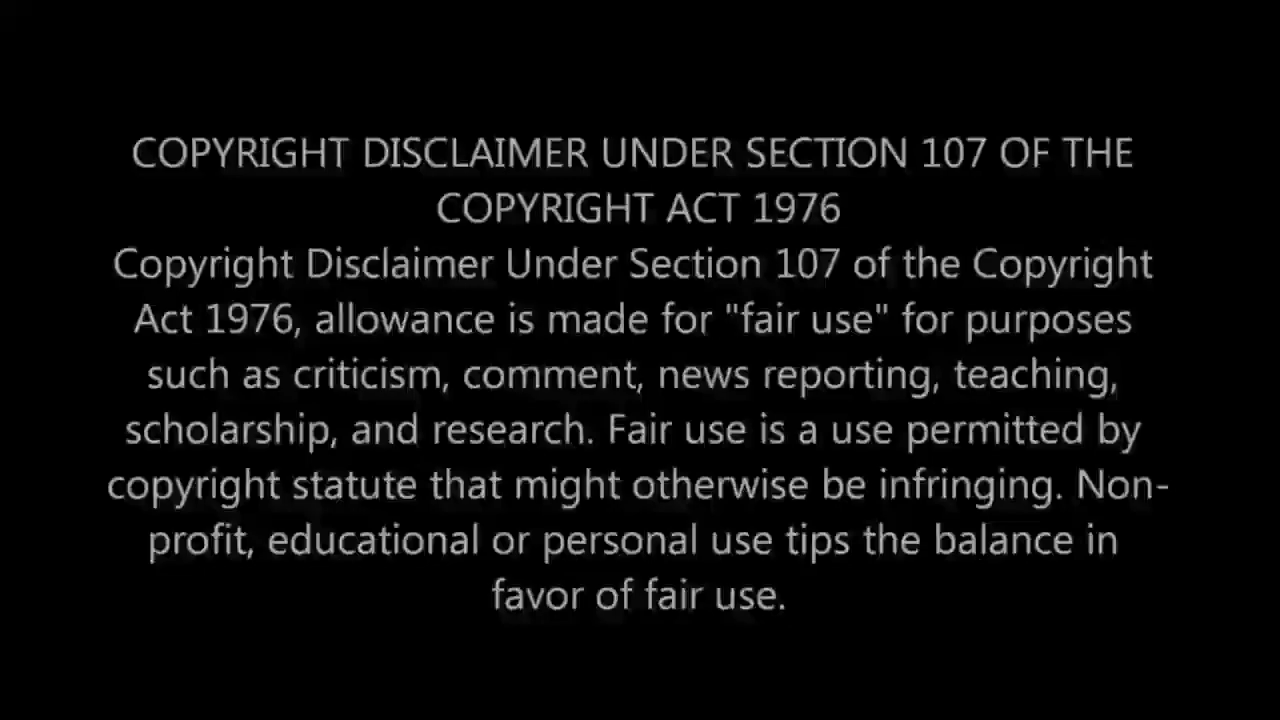 COPYRIGHT DISCLAIMER UNDER SECTION 107 OF THE
COPYRIGHT ACT 1976
Copyright Disclaimer Under Section 107 of the Copyright
Act 1976, allowance is made for "fair use" for purposes
such as criticism, comment, news reporting, teaching,
scholarship, and research. Fair use is a use permitted by
copyright statute that might otherwise be infringing. Non-
profit, educational or personal use tips the balance in
favor of fair use.